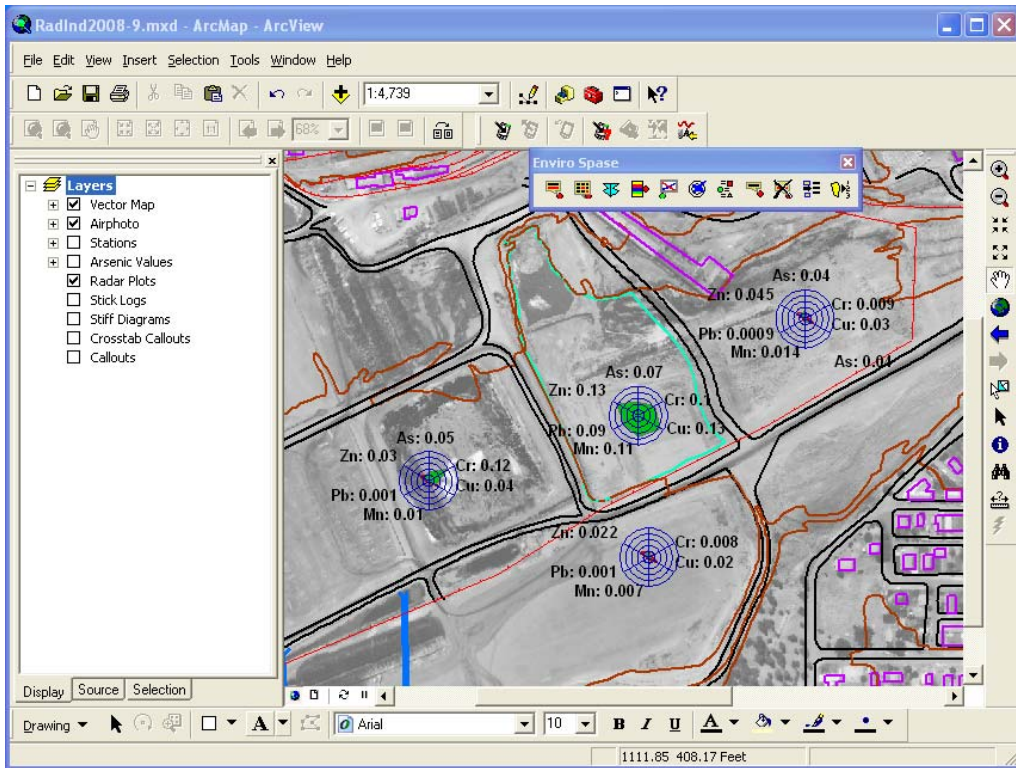 RadInd2008-9.mxd - ArcMap - ArcView
File Edit View Insert Selection Tools Window Help
1:4,739
68%
Enviro Spase
Layers
Vector Map
Airphoto
Stations
Arsenic Values
Radar Plots
Stick Logs
Stiff Diagrams
Crosstab Callouts
Callouts
As: 0.04
Zn: 0.045
Cr: 0.009
Pb: 0.0009
Cu: 0.03
Mn: 0.014
As: 0.01
As: 0.07
Zn: 0.13
Cr: 0.1
Pb: 0.09
Cu: 0.13
Mn: 0.11
As: 0.05
Zn: 0.03
Cr: 0.12
Pb: 0.001
Cu: 0.04
Mn: 0.01
Zn: 0.022
Cr: 0.008
Pb: 0.001
Cu: 0.02
Mn: 0.007
Display Source Selection
Drawing A Arial 10 B I U A
1111.85 408.17 Feet